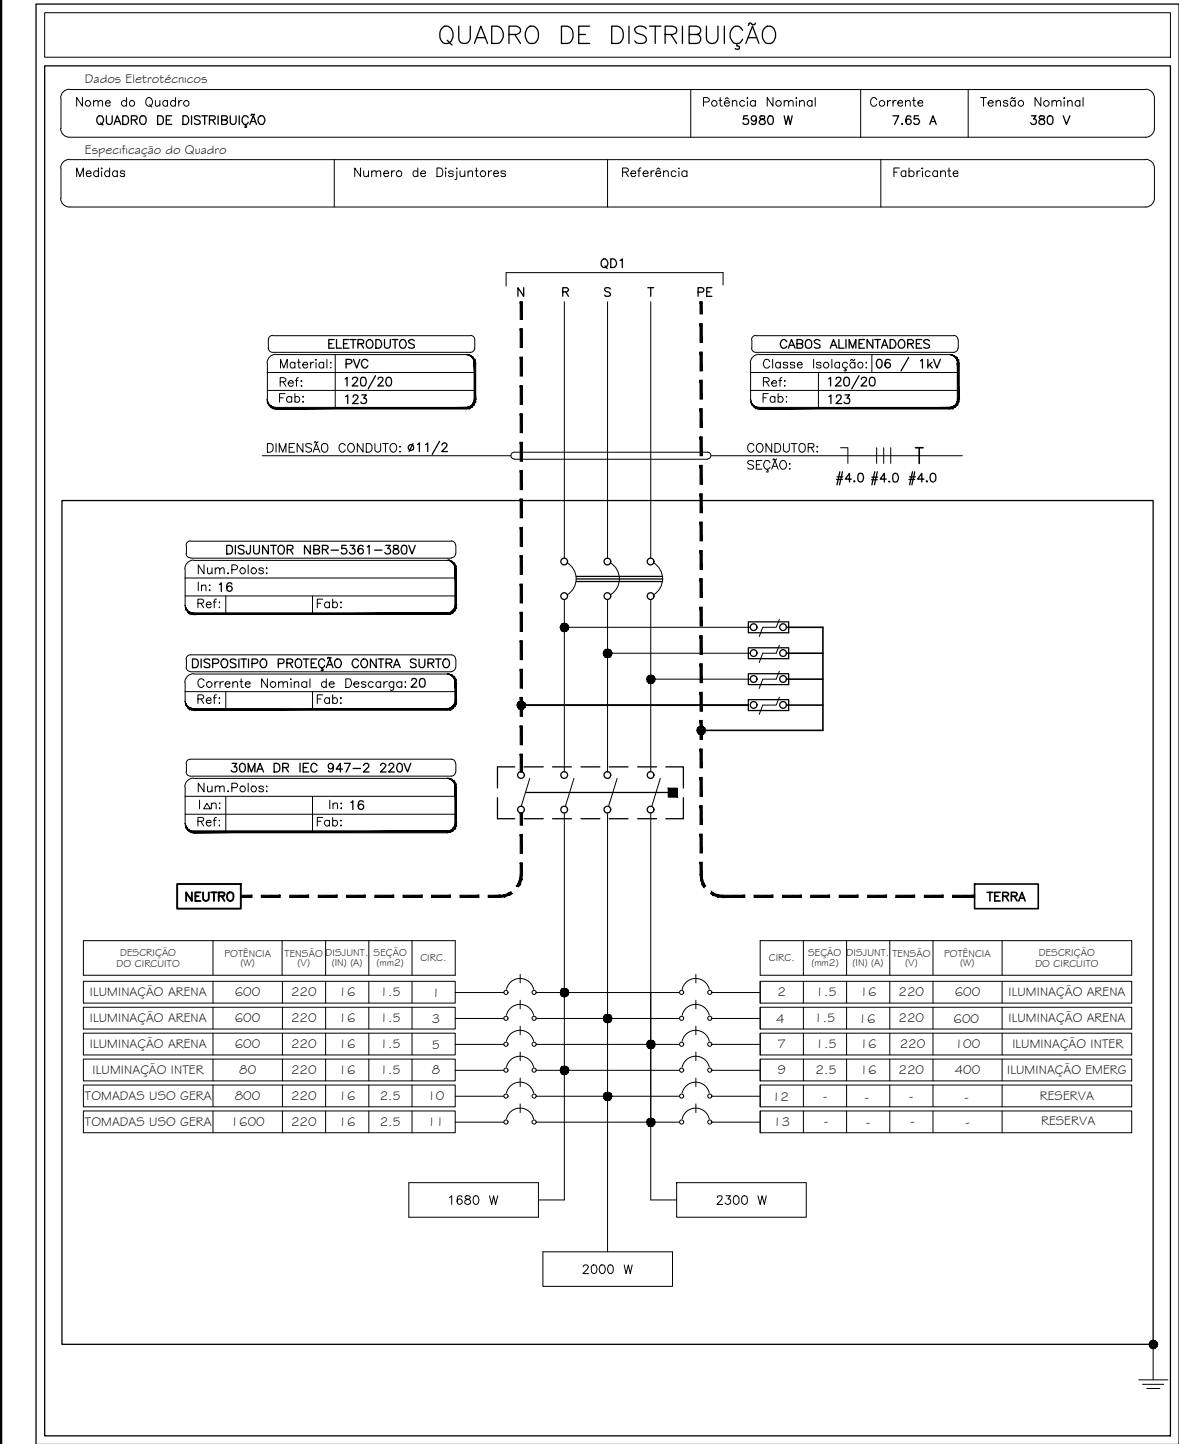 QUADRO DE DISTRIBUIÇÃO
Dados Eletrotécnicos
Nome do Quadro Potência Nominal Corrente Tensão Nominal
QUADRO DE DISTRIBUIÇÃO 5980 W 7.65 A 380 V
Especificação do Quadro
Medidas Numero de Disjuntores Referência Fabricante
QD1
N R S T PE
ELETRODUTOS
Material: PVC
Ref: 120/20
Fab: 123
CABOS ALIMENTADORES
Classe Isolação: 06 / 1kV
Ref: 120/20
Fab: 123
DIMENSÃO CONDUTO: ø11/2
CONDUTOR:
SEÇÃO:
#4.0 #4.0 #4.0
DISJUNTOR NBR-5361-380V
Num.Polos:
In: 16
Ref: Fab:
DISPOSITIPO PROTEÇÃO CONTRA SURTO
Corrente Nominal de Descarga: 20
Ref: Fab:
30MA DR IEC 947-2 220V
Num.Polos:
I△n: In: 16
Ref: Fab:
NEUTRO
TERRA
DESCRIÇÃO DO CIRCUITO POTÊNCIA (W) TENSÃO (V) DISJUNT. (IN) (A) SEÇÃO (mm2) CIRC.
ILUMINAÇÃO ARENA 600 220 16 1.5 1
ILUMINAÇÃO ARENA 600 220 16 1.5 3
ILUMINAÇÃO ARENA 600 220 16 1.5 5
ILUMINAÇÃO INTER 80 220 16 1.5 8
TOMADAS USO GERA 800 220 16 2.5 10
TOMADAS USO GERA 1600 220 16 2.5 11
CIRC. SEÇÃO (mm2) DISJUNT. (IN) (A) TENSÃO (V) POTÊNCIA (W) DESCRIÇÃO DO CIRCUITO
2 1.5 16 220 600 ILUMINAÇÃO ARENA
4 1.5 16 220 600 ILUMINAÇÃO ARENA
7 1.5 16 220 100 ILUMINAÇÃO INTER
9 2.5 16 220 400 ILUMINAÇÃO EMERG
12 - - - - RESERVA
13 - - - - RESERVA
1680 W
2300 W
2000 W